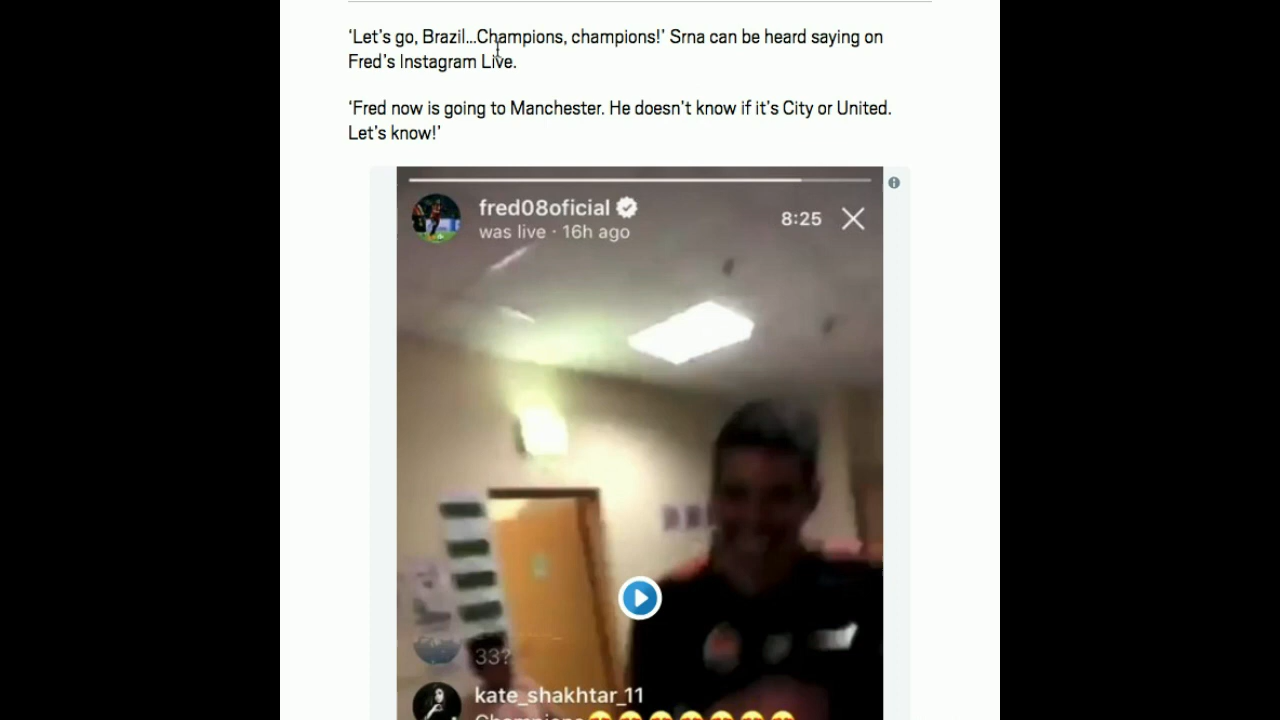 ‘Let’s go, Brazil...Champions, champions!’ Srna can be heard saying on
Fred’s Instagram Live.
‘Fred now is going to Manchester. He doesn’t know if it’s City or United.
Let’s know!’
fred08oficial
was live · 16h ago
8:25
33?
kate_shakhtar_11
Champions